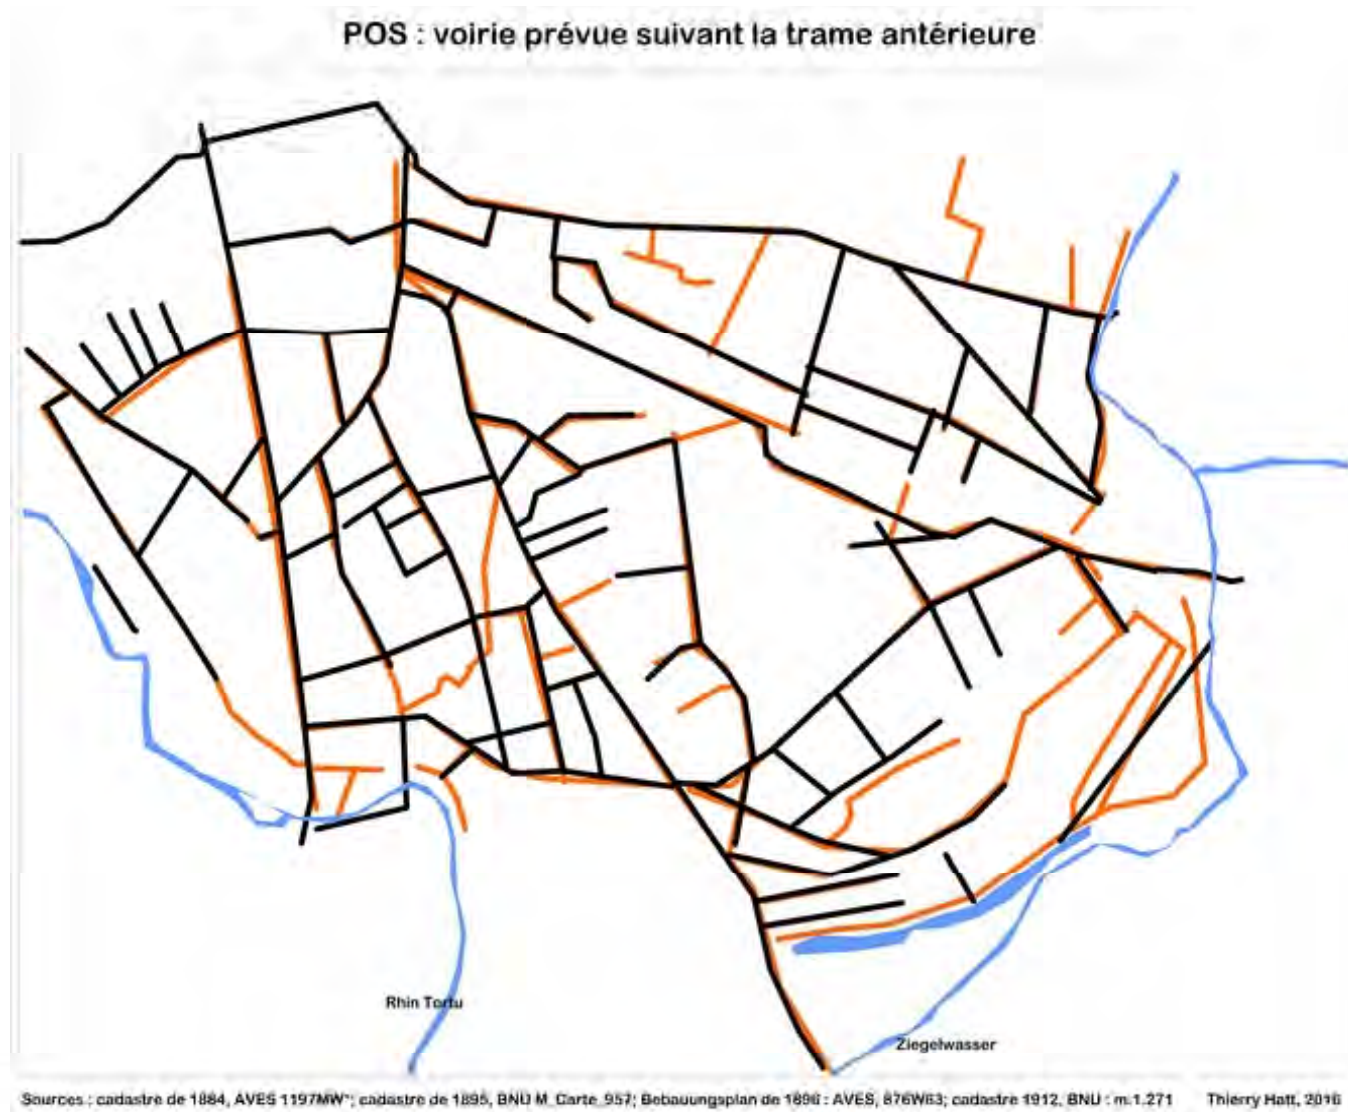 POS : voirie prévue suivant la trame antérieure
Rhin Tortu
Ziegelwasser
Sources : cadastre de 1884, AVES 1197MW*; cadastre de 1895, BNU M_Carte_957; Bebauungsplan de 1896 : AVES, 876W63; cadastre 1912, BNU : m.1.271 Thierry Hatt, 2016